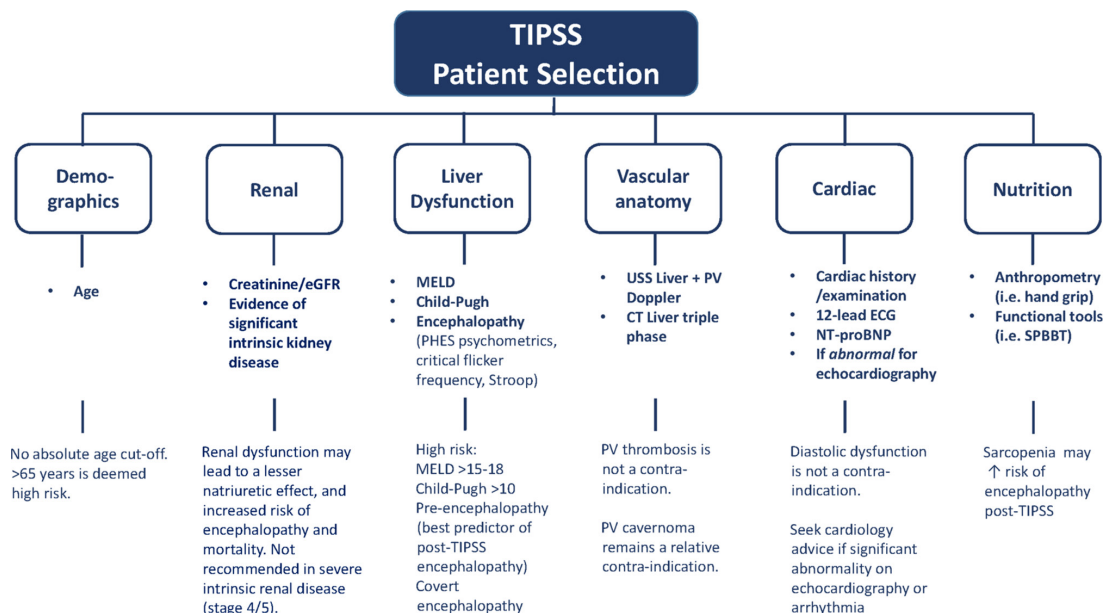 TIPSS
Patient Selection
Demo-
graphics
• Age
No absolute age cut-off.
>65 years is deemed
high risk.
Renal
• Creatinine/eGFR
• Evidence of
significant
intrinsic kidney
disease
Renal dysfunction may
lead to a lesser
natriuretic effect, and
increased risk of
encephalopathy and
mortality. Not
recommended in severe
intrinsic renal disease
(stage 4/5).
Liver
Dysfunction
• MELD
• Child-Pugh
• Encephalopathy
(PHES psychometrics,
critical flicker
frequency, Stroop)
High risk:
MELD >15-18
Child-Pugh >10
Pre-encephalopathy
(best predictor of
post-TIPSS
encephalopathy)
Covert
encephalopathy
Vascular
anatomy
• USS Liver + PV
Doppler
• CT Liver triple
phase
PV thrombosis is
not a contra-
indication.
PV cavernoma
remains a relative
contra-indication.
Cardiac
• Cardiac history
/examination
• 12-lead ECG
• NT-proBNP
• If abnormal for
echocardiography
Diastolic dysfunction
is not a contra-
indication.
Seek cardiology
advice if significant
abnormality on
echocardiography or
arrhythmia
Nutrition
• Anthropometry
(i.e. hand grip)
• Functional tools
(i.e. SPBBT)
Sarcopenia may
↑ risk of
encephalopathy
post-TIPSS